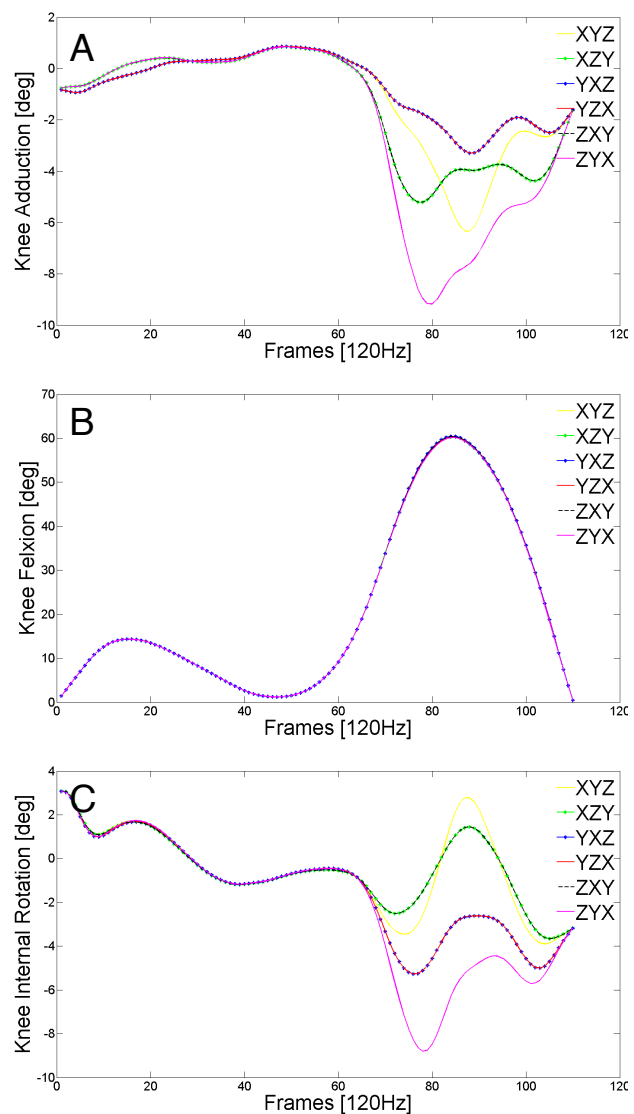 A
Knee Adduction [deg]
2
0
-2
-4
-6
-8
-10
0
20
40
60
80
100
120
Frames [120Hz]
XYZ
XZY
YXZ
YZX
ZXY
ZYX
B
Knee Felxion [deg]
70
60
50
40
30
20
10
0
0
20
40
60
80
100
120
Frames [120Hz]
XYZ
XZY
YXZ
YZX
ZXY
ZYX
C
Knee Internal Rotation [deg]
4
2
0
-2
-4
-6
-8
-10
0
20
40
60
80
100
120
Frames [120Hz]
XYZ
XZY
YXZ
YZX
ZXY
ZYX